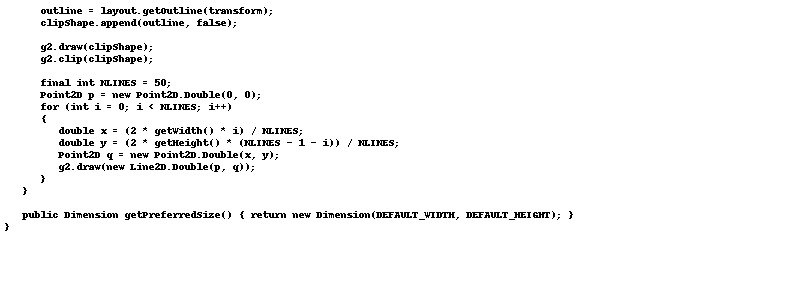 outline = layout.getOutline(transform);
clipShape.append(outline, false);

g2.draw(clipShape);
g2.clip(clipShape);

final int NLINES = 50;
Point2D p = new Point2D.Double(0, 0);
for (int i = 0; i < NLINES; i++)
{
double x = (2 * getWidth() * i) / NLINES;
double y = (2 * getHeight() * (NLINES - 1 - i)) / NLINES;
Point2D q = new Point2D.Double(x, y);
g2.draw(new Line2D.Double(p, q));
}
}

public Dimension getPreferredSize() { return new Dimension(DEFAULT_WIDTH, DEFAULT_HEIGHT); }
}